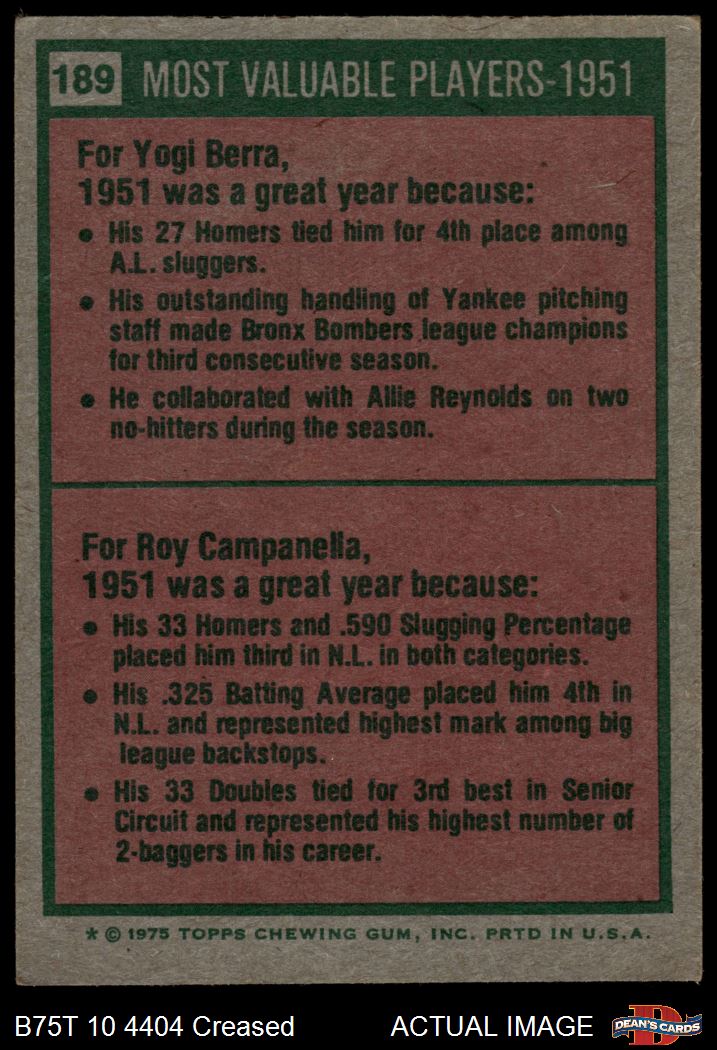 189 MOST VALUABLE PLAYERS-1951
For Yogi Berra,
1951 was a great year because:
• His 27 Homers tied him for 4th place among
A.L. sluggers.
• His outstanding handling of Yankee pitching
staff made Bronx Bombers league champions
for third consecutive season.
• He collaborated with Allie Reynolds on two
no-hitters during the season.
For Roy Campanella,
1951 was a great year because:
• His 33 Homers and .590 Slugging Percentage
placed him third in N.L. in both categories.
• His .325 Batting Average placed him 4th in
N.L. and represented highest mark among big
league backstops.
• His 33 Doubles tied for 3rd best in Senior
Circuit and represented his highest number of
2-baggers in his career.
* © 1975 TOPPS CHEWING GUM, INC. PRTD IN U.S.A.
B75T 10 4404 Creased ACTUAL IMAGE D DEAN'S CARDS